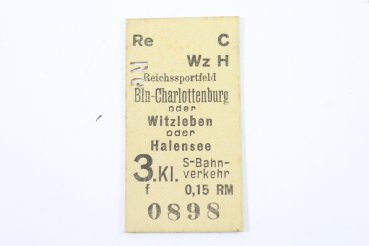 Re C
Wz H
Reichssportfeld
Bln-Charlottenburg
oder
Witzleben
oder
Halensee
3.Kl. S-Bahn-
verkehr
f 0,15 RM
0898